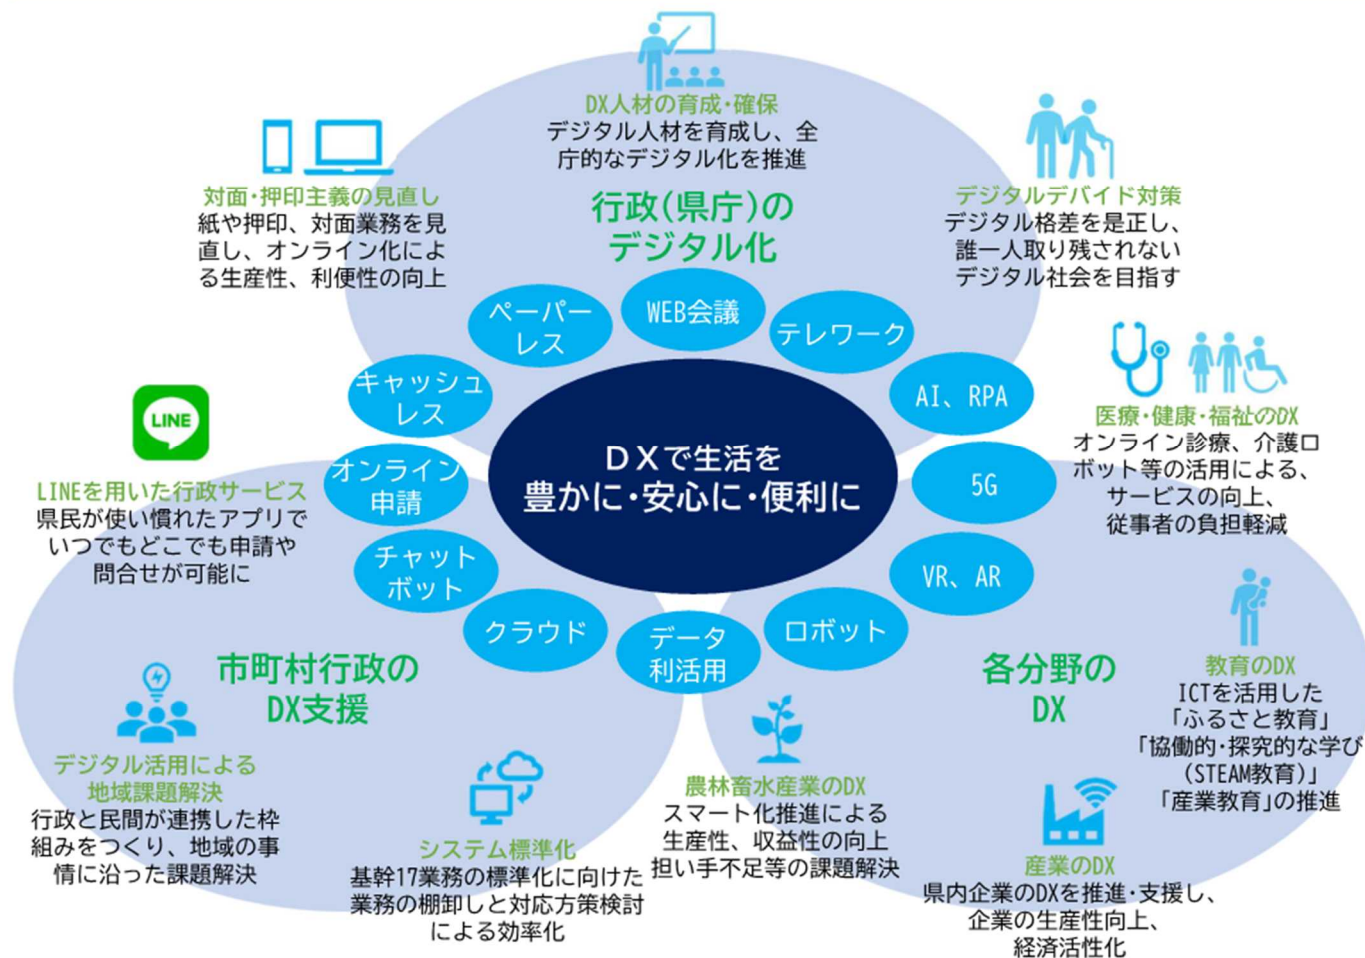 DX人材の育成・確保
デジタル人材を育成し、全
庁的なデジタル化を推進
対面・押印主義の見直し
紙や押印、対面業務を見
直し、オンライン化によ
る生産性、利便性の向上
行政(県庁)の
デジタル化
デジタルデバイド対策
デジタル格差を是正し、
誰一人取り残されない
デジタル社会を目指す
ペーパー
レス
WEB会議
テレワーク
キャッシュ
レス
AI、RPA
オンライン
申請
5G
チャット
ボット
VR、AR
クラウド
データ
利活用
ロボット
DXで生活を
豊かに・安心に・便利に
LINE
LINEを用いた行政サービス
県民が使い慣れたアプリで
いつでもどこでも申請や
問合せが可能に
医療・健康・福祉のDX
オンライン診療、介護ロ
ボット等の活用による、
サービスの向上、
従事者の負担軽減
市町村行政の
DX支援
デジタル活用による
地域課題解決
行政と民間が連携した枠
組みをつくり、地域の事
情に沿った課題解決
システム標準化
基幹17業務の標準化に向けた
業務の棚卸しと対応方策検討
による効率化
各分野の
DX
教育のDX
ICTを活用した
「ふるさと教育」
「協働的・探究的な学び
(STEAM教育)」
「産業教育」の推進
農林畜水産業のDX
スマート化推進による
生産性、収益性の向上
担い手不足等の課題解決
産業のDX
県内企業のDXを推進・支援し、
企業の生産性向上、
経済活性化